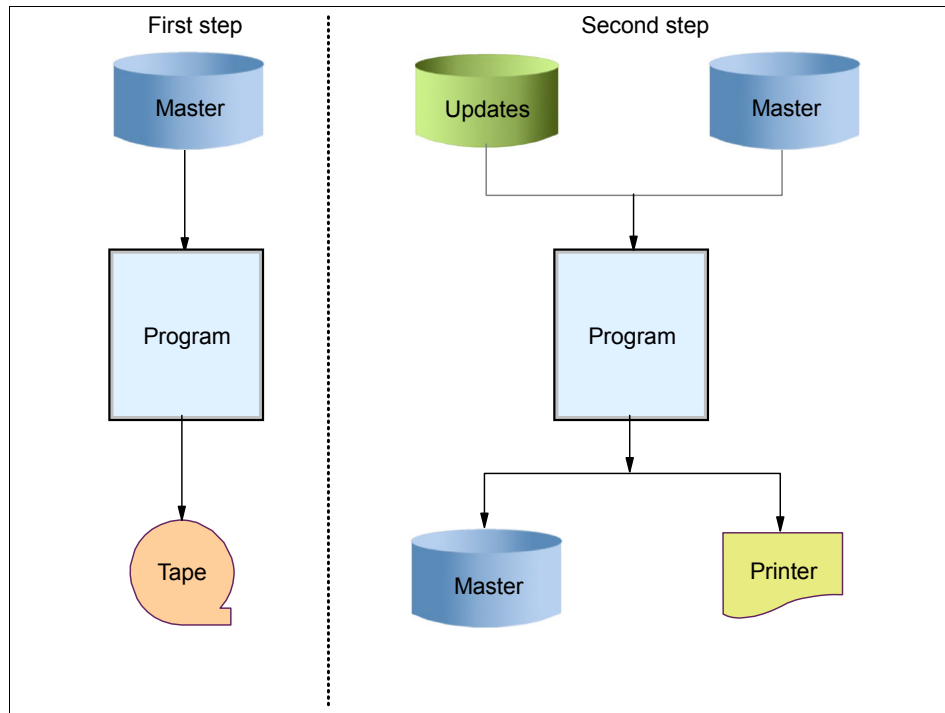 First step
Master
Program
Tape
Second step
Updates
Master
Program
Master
Printer